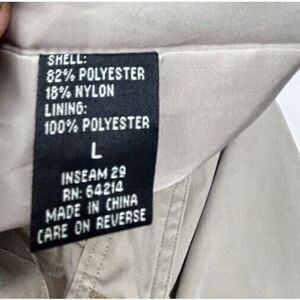 SHELL:
82% POLYESTER
18% NYLON
LINING:
100% POLYESTER
L
INSEAM 29
RN: 64214
MADE IN CHINA
CARE ON REVERSE